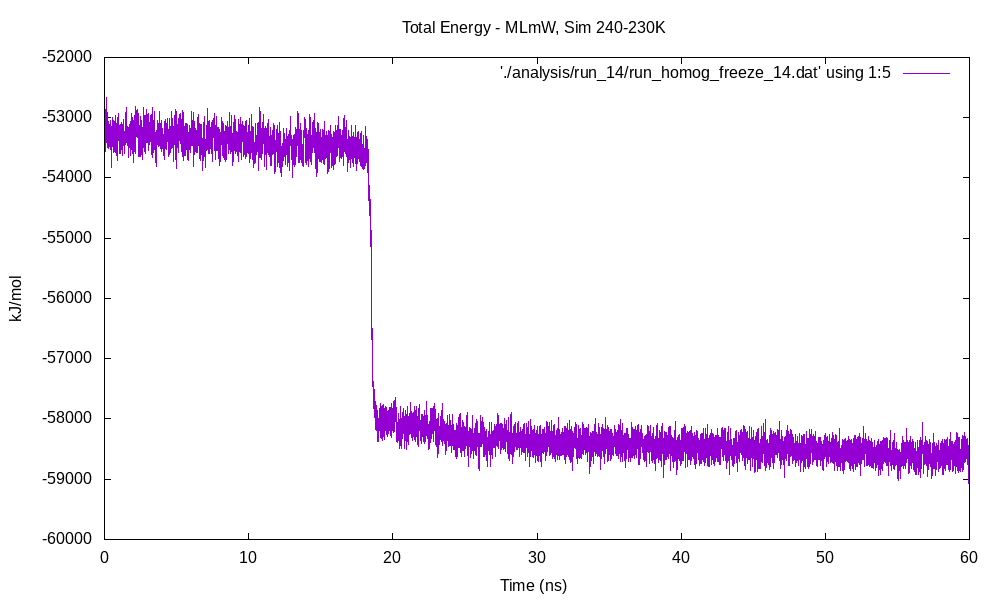 Total Energy - MLmW, Sim 240-230K
'./analysis/run_14/run_homog_freeze_14.dat' using 1:5
-52000
-53000
-54000
-55000
-56000
-57000
-58000
-59000
-60000
kJ/mol
0 10 20 30 40 50 60
Time (ns)